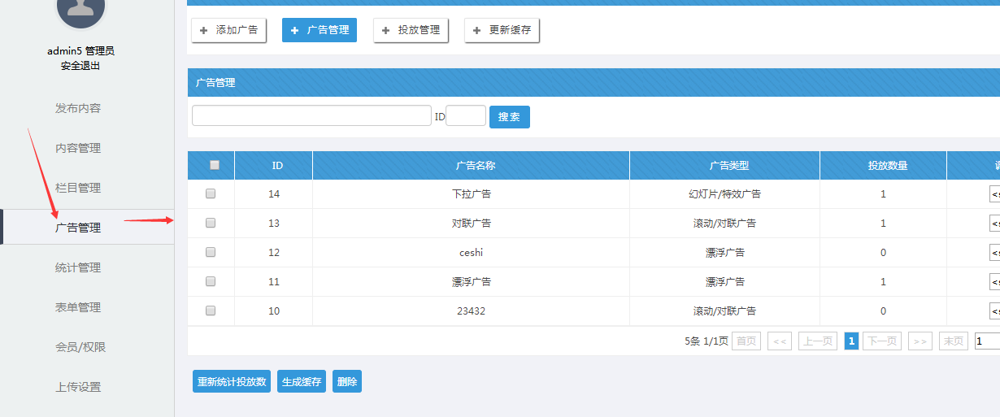 admin5 管理员
安全退出
发布内容
内容管理
栏目管理
广告管理
统计管理
表单管理
会员/权限
上传设置
添加广告 广告管理 投放管理 更新缓存
广告管理
ID 搜索
ID 广告名称 广告类型 投放数量
14 下拉广告 幻灯片/特效广告 1
13 对联广告 滚动/对联广告 1
12 ceshi 漂浮广告 0
11 漂浮广告 漂浮广告 1
10 23432 滚动/对联广告 0
5条 1/1页 首页 << 上一页 1 下一页 >> 末页 1
重新统计投放数 生成缓存 删除